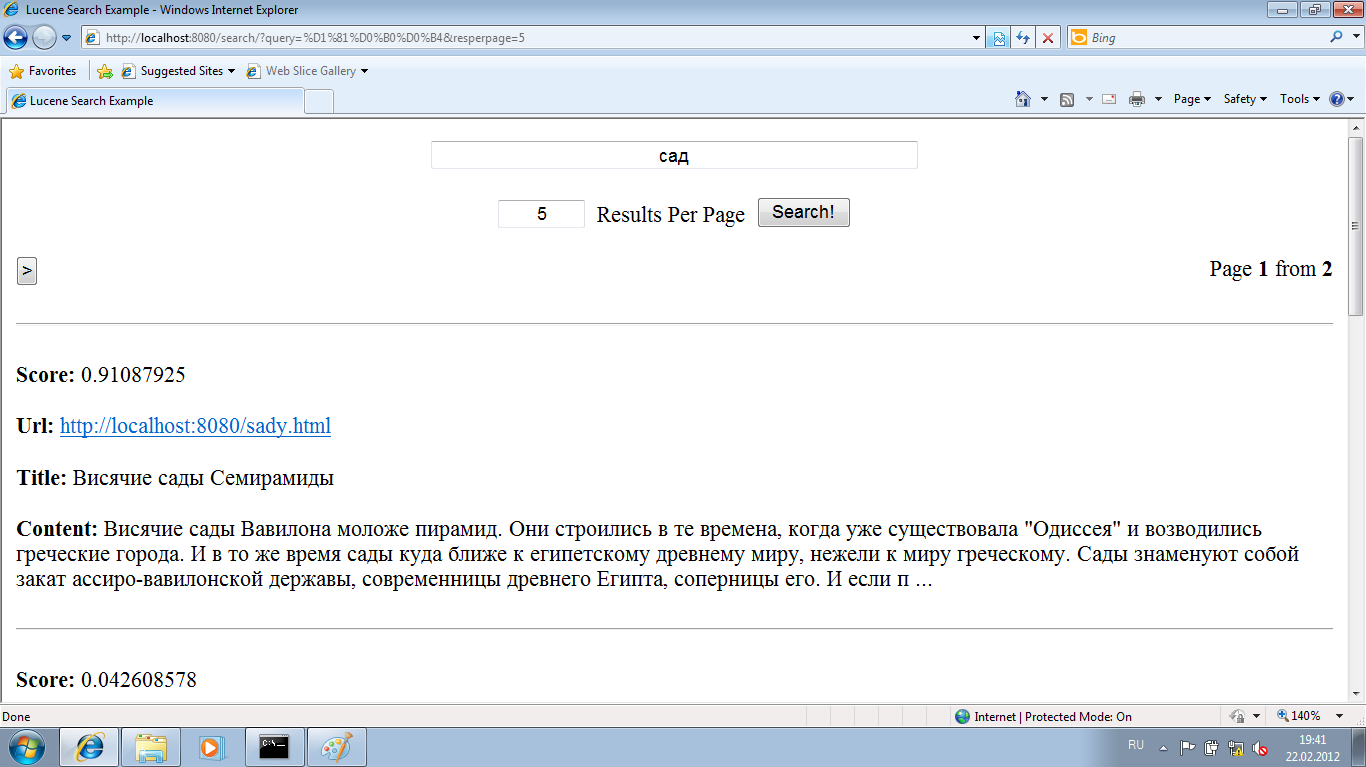 Lucene Search Example - Windows Internet Explorer
http://localhost:8080/search/?query=%D1%81%D0%B0%D0%B4&resperpage=5
Bing
Favorites Suggested Sites Web Slice Gallery
Lucene Search Example
Page Safety Tools
сад
5 Results Per Page Search!
> Page 1 from 2
Score: 0.91087925
Url: http://localhost:8080/sady.html
Title: Висячие сады Семирамиды
Content: Висячие сады Вавилона моложе пирамид. Они строились в те времена, когда уже существовала "Одиссея" и возводились
греческие города. И в то же время сады куда ближе к египетскому древнему миру, нежели к миру греческому. Сады знаменуют собой
закат ассиро-вавилонской державы, современницы древнего Египта, соперницы его. И если п ...
Score: 0.042608578
Done Internet | Protected Mode: On 140%
C:\._
RU 19:41
22.02.2012